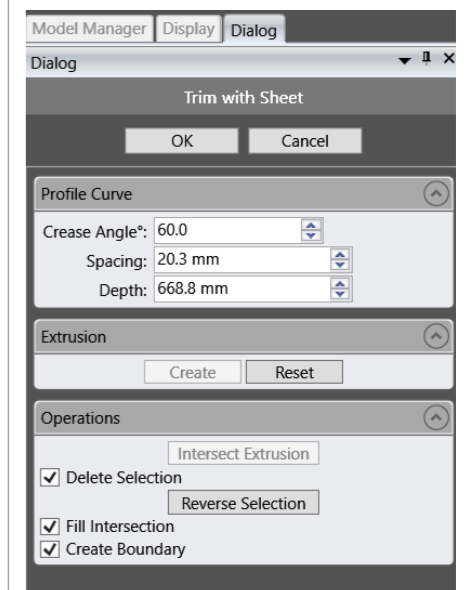 Model Manager Display Dialog
Dialog
Trim with Sheet
OK Cancel
Profile Curve
Crease Angle°: 60.0
Spacing: 20.3 mm
Depth: 668.8 mm
Extrusion
Create Reset
Operations
Intersect Extrusion
Delete Selection
Reverse Selection
Fill Intersection
Create Boundary